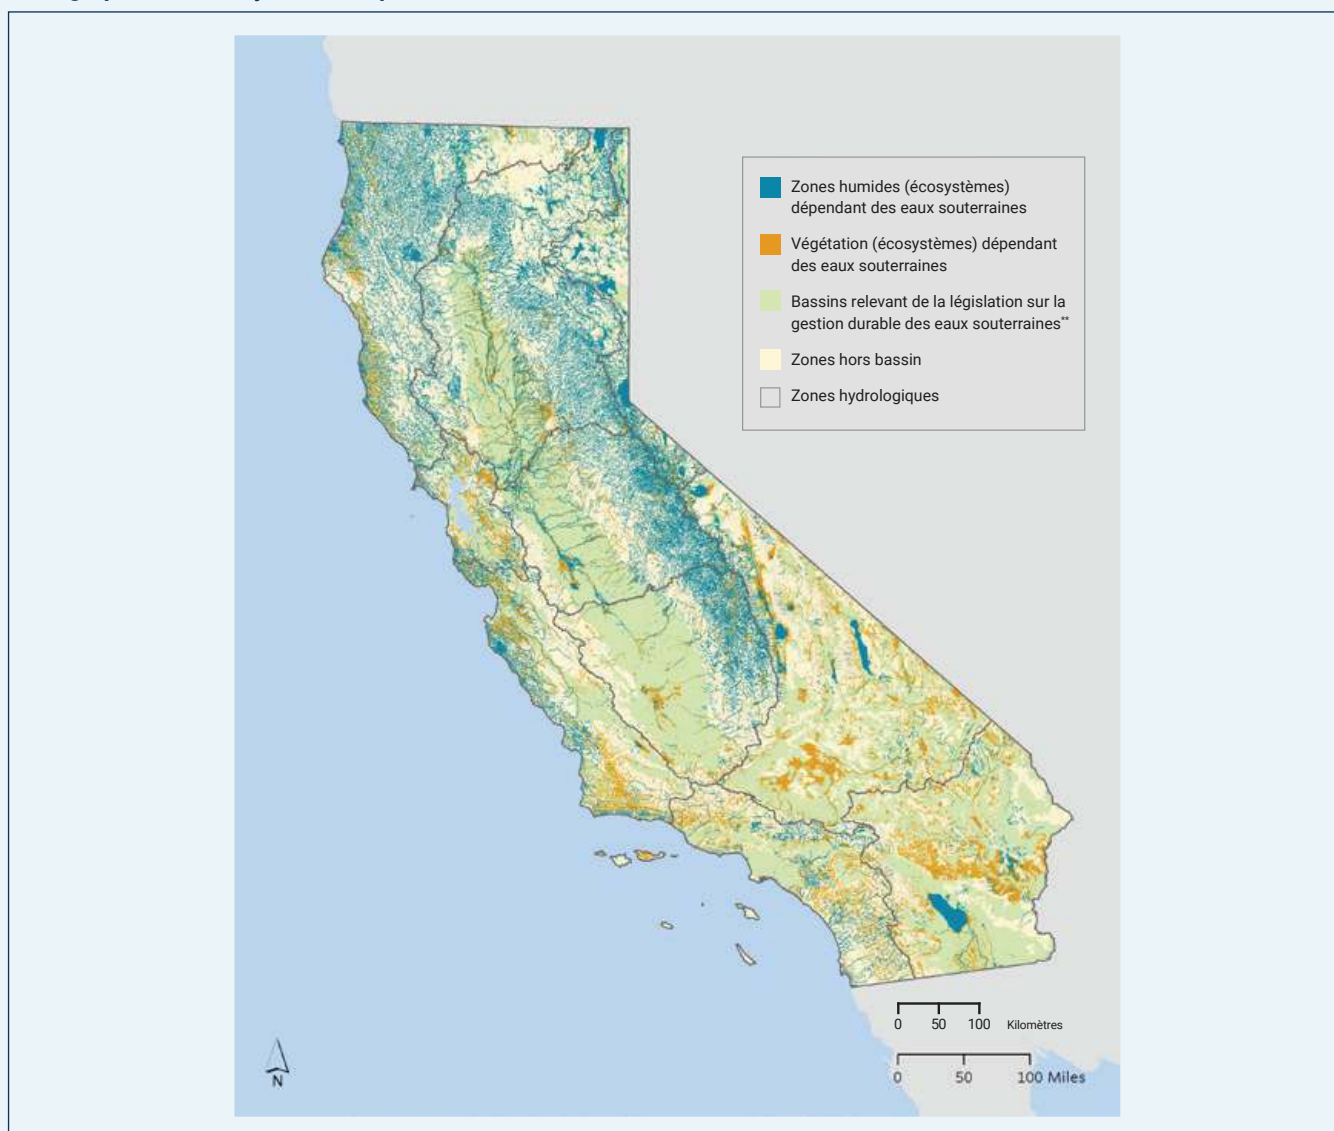 Zones humides (écosystèmes)
dépendant des eaux souterraines
Végétation (écosystèmes) dépendant
des eaux souterraines
Bassins relevant de la législation sur la
gestion durable des eaux souterraines**
Zones hors bassin
Zones hydrologiques
0 50 100 Kilomètres
0 50 100 Miles
N